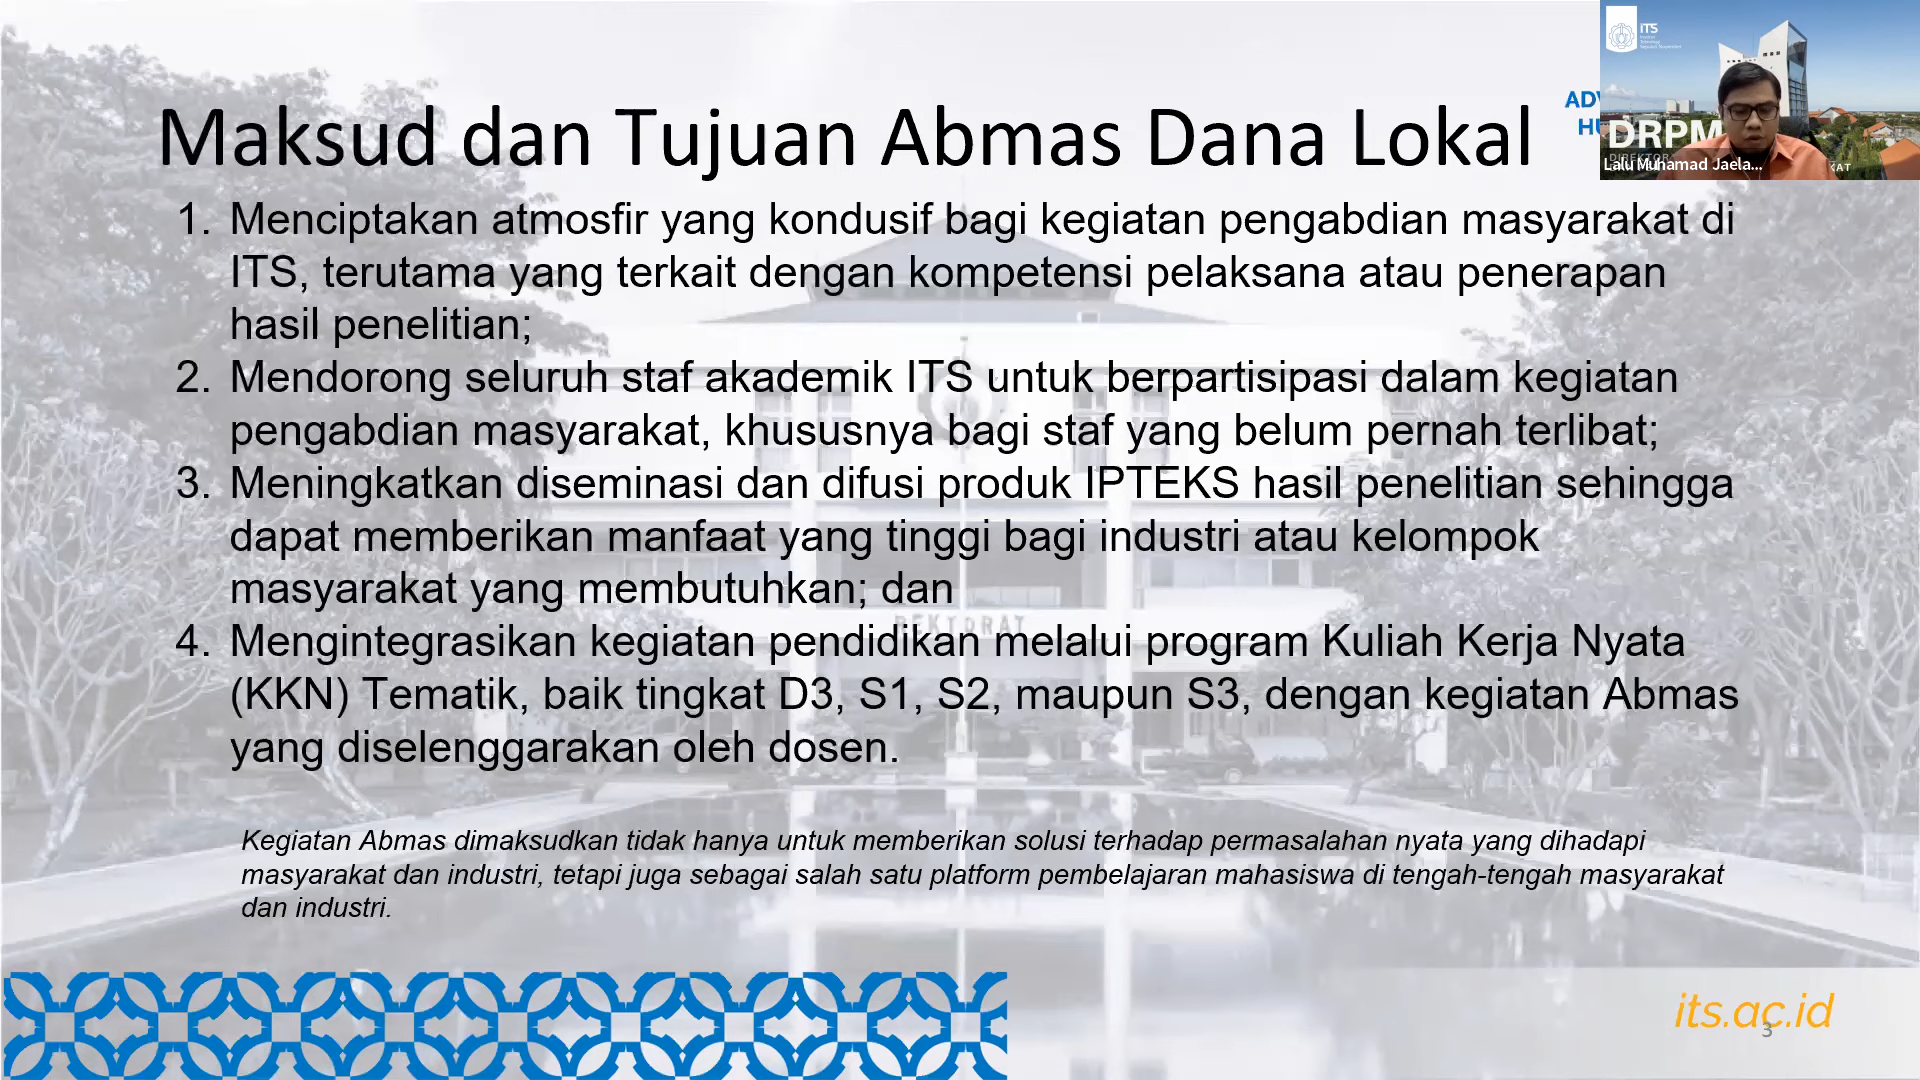 Maksud dan Tujuan Abmas Dana Lokal
1. Menciptakan atmosfir yang kondusif bagi kegiatan pengabdian masyarakat di
ITS, terutama yang terkait dengan kompetensi pelaksana atau penerapan
hasil penelitian;
2. Mendorong seluruh staf akademik ITS untuk berpartisipasi dalam kegiatan
pengabdian masyarakat, khususnya bagi staf yang belum pernah terlibat;
3. Meningkatkan diseminasi dan difusi produk IPTEKS hasil penelitian sehingga
dapat memberikan manfaat yang tinggi bagi industri atau kelompok
masyarakat yang membutuhkan; dan
4. Mengintegrasikan kegiatan pendidikan melalui program Kuliah Kerja Nyata
(KKN) Tematik, baik tingkat D3, S1, S2, maupun S3, dengan kegiatan Abmas
yang diselenggarakan oleh dosen.
Kegiatan Abmas dimaksudkan tidak hanya untuk memberikan solusi terhadap permasalahan nyata yang dihadapi
masyarakat dan industri, tetapi juga sebagai salah satu platform pembelajaran mahasiswa di tengah-tengah masyarakat
dan industri.
REKTORAT
ITS
DRPM
Lalu Muhamad Jaela...
its.ac.id
3